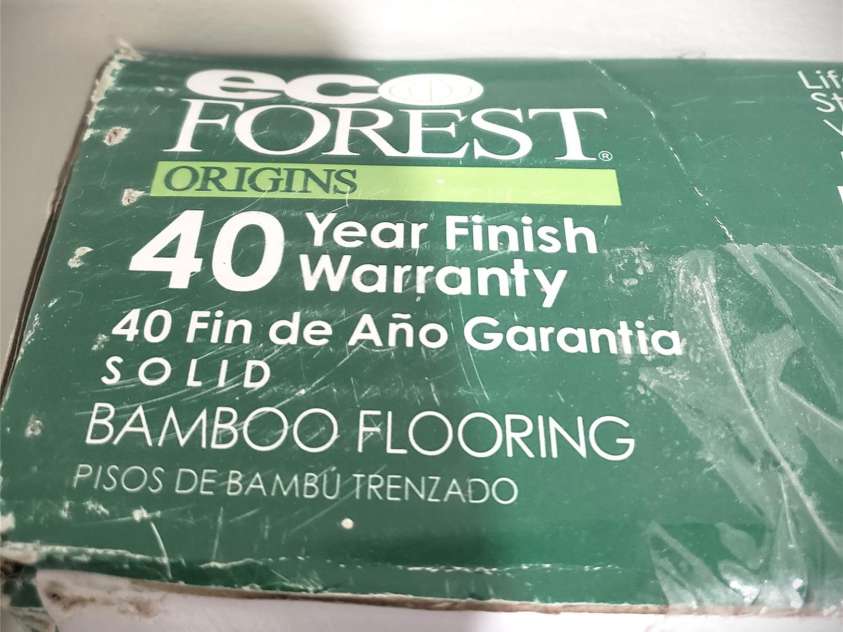 eco
FOREST®
ORIGINS
40 Year Finish
Warranty
40 Fin de Año Garantia
SOLID
BAMBOO FLOORING
PISOS DE BAMBÚ TRENZADO